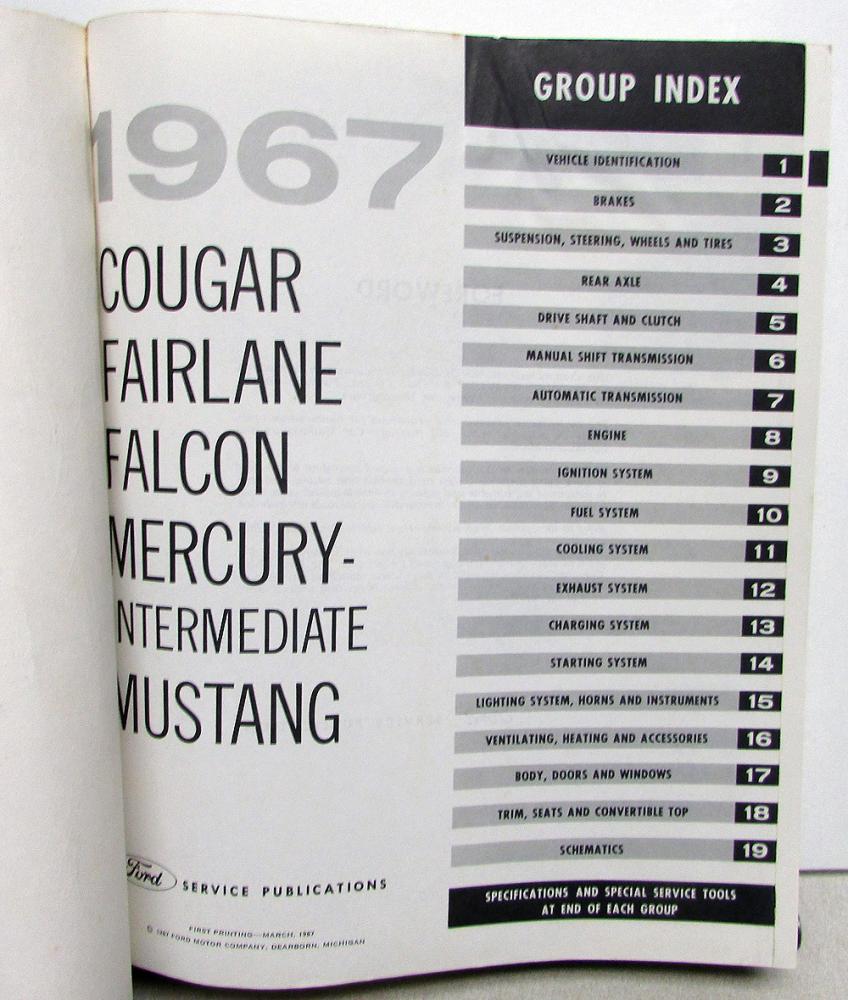 1967
COUGAR
FAIRLANE
FALCON
MERCURY-
INTERMEDIATE
MUSTANG
Ford SERVICE PUBLICATIONS
FIRST PRINTING—MARCH, 1967
© 1967 FORD MOTOR COMPANY, DEARBORN, MICHIGAN
GROUP INDEX
VEHICLE IDENTIFICATION 1
BRAKES 2
SUSPENSION, STEERING, WHEELS AND TIRES 3
REAR AXLE 4
DRIVE SHAFT AND CLUTCH 5
MANUAL SHIFT TRANSMISSION 6
AUTOMATIC TRANSMISSION 7
ENGINE 8
IGNITION SYSTEM 9
FUEL SYSTEM 10
COOLING SYSTEM 11
EXHAUST SYSTEM 12
CHARGING SYSTEM 13
STARTING SYSTEM 14
LIGHTING SYSTEM, HORNS AND INSTRUMENTS 15
VENTILATING, HEATING AND ACCESSORIES 16
BODY, DOORS AND WINDOWS 17
TRIM, SEATS AND CONVERTIBLE TOP 18
SCHEMATICS 19
SPECIFICATIONS AND SPECIAL SERVICE TOOLS
AT END OF EACH GROUP